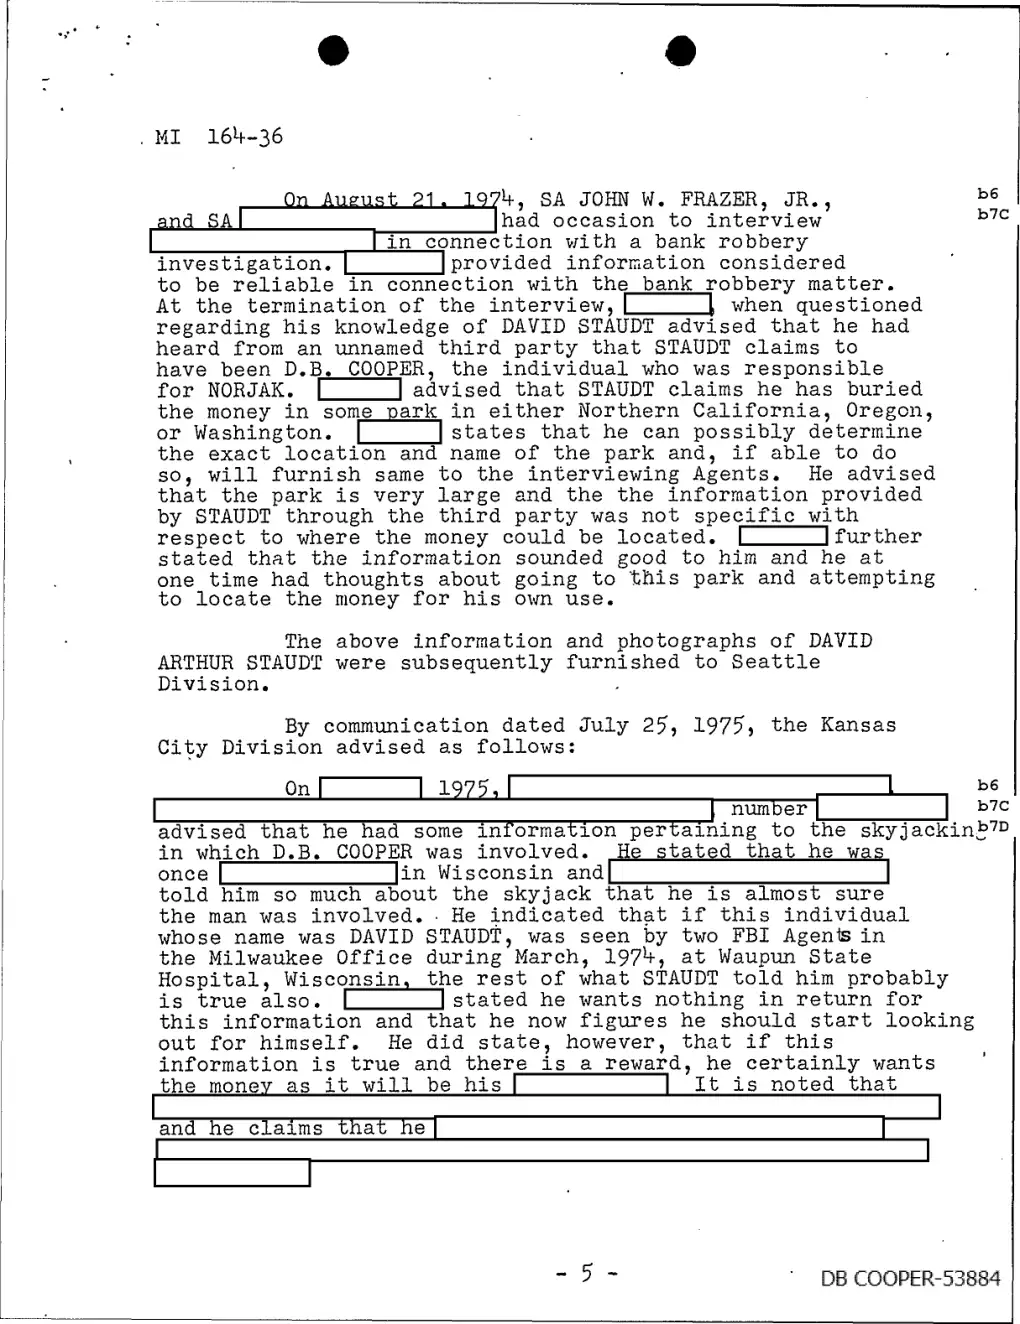 MI 164-36
On August 21, 1974, SA JOHN W. FRAZER, JR., b6
and SA had occasion to interview b7C
in connection with a bank robbery
investigation. provided information considered
to be reliable in connection with the bank robbery matter.
At the termination of the interview, , when questioned
regarding his knowledge of DAVID STAUDT advised that he had
heard from an unnamed third party that STAUDT claims to
have been D.B. COOPER, the individual who was responsible
for NORJAK. advised that STAUDT claims he has buried
the money in some park in either Northern California, Oregon,
or Washington. states that he can possibly determine
the exact location and name of the park and, if able to do
so, will furnish same to the interviewing Agents. He advised
that the park is very large and the the information provided
by STAUDT through the third party was not specific with
respect to where the money could be located. further
stated that the information sounded good to him and he at
one time had thoughts about going to this park and attempting
to locate the money for his own use.
The above information and photographs of DAVID
ARTHUR STAUDT were subsequently furnished to Seattle
Division.
By communication dated July 25, 1975, the Kansas
City Division advised as follows:
On 1975, b6
number b7C
advised that he had some information pertaining to the skyjacking b7D
in which D.B. COOPER was involved. He stated that he was
once in Wisconsin and
told him so much about the skyjack that he is almost sure
the man was involved. He indicated that if this individual
whose name was DAVID STAUDT, was seen by two FBI Agents in
the Milwaukee Office during March, 1974, at Waupun State
Hospital, Wisconsin, the rest of what STAUDT told him probably
is true also. stated he wants nothing in return for
this information and that he now figures he should start looking
out for himself. He did state, however, that if this
information is true and there is a reward, he certainly wants
the money as it will be his It is noted that
and he claims that he
- 5 -
DB COOPER-53884